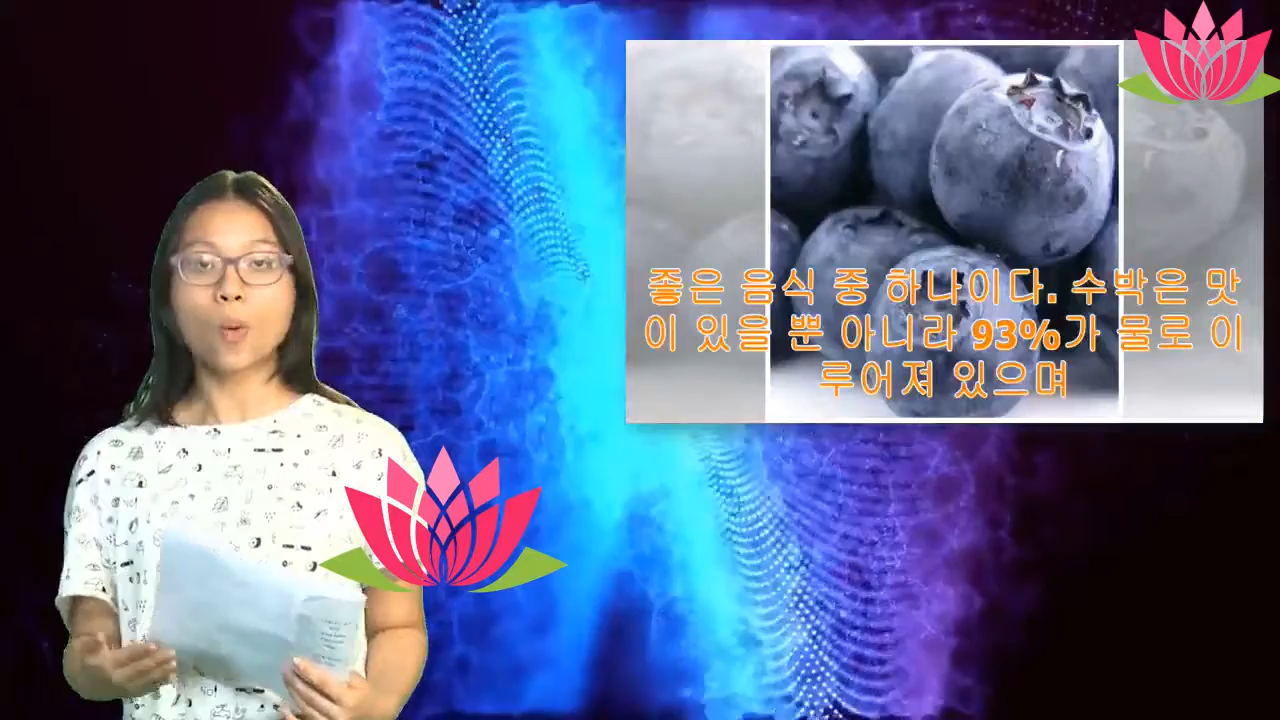 좋은 음식 중 하나이다. 수박은 맛
이 있을 뿐 아니라 93%가 물로 이
루어져 있으며